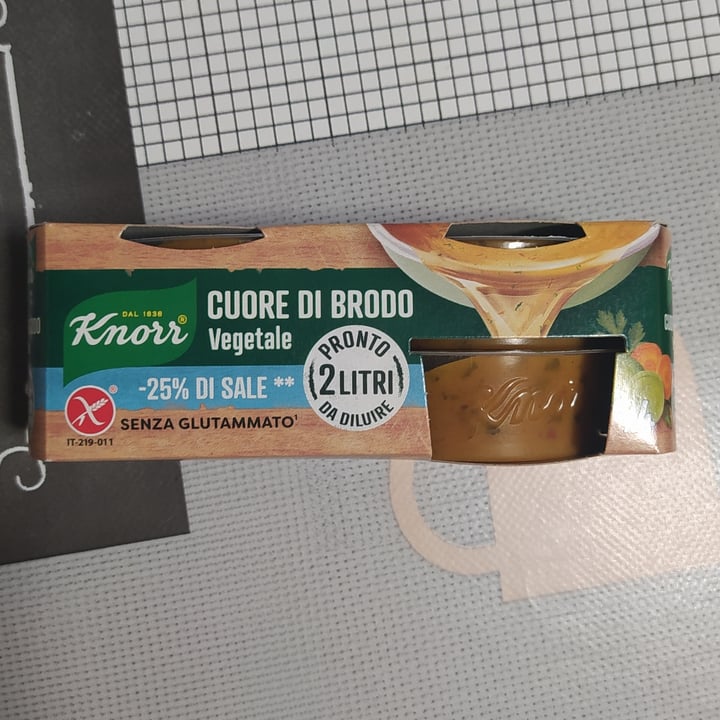 DAL 1838
Knorr®
CUORE DI BRODO
Vegetale
-25% DI SALE **
SENZA GLUTAMMATO¹
IT-219-011
PRONTO
2 LITRI
DA DILUIRE
Knorr